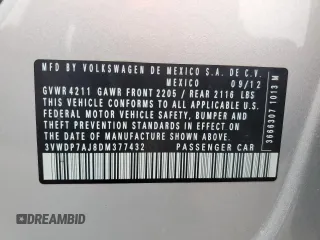 MFD BY VOLKSWAGEN DE MEXICO S.A. DE C.V.
MEXICO 09/12
GVWR 4211 GAWR FRONT 2205 / REAR 2116 LBS
THIS VEHICLE CONFORMS TO ALL APPLICABLE U.S.
FEDERAL MOTOR VEHICLE SAFETY, BUMPER AND THEFT
PREVENTION STANDARDS IN EFFECT ON THE DATE OF
MANUFACTURE SHOWN ABOVE.
3VWDP7AJ8DM377432 PASSENGER CAR
3660307 1013 M
BIDHISTORY